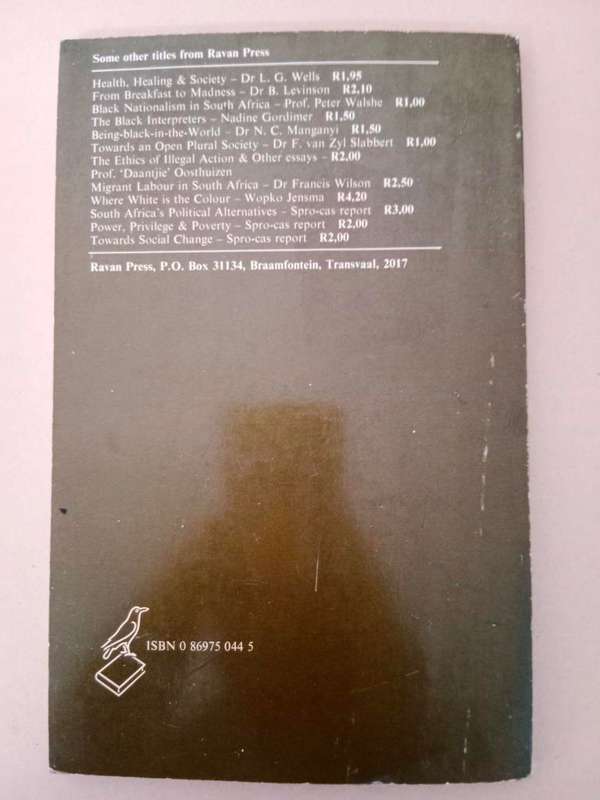 Some other titles from Ravan Press
Health, Healing & Society – Dr L. G. Wells R1,95
From Breakfast to Madness – Dr B. Levinson R2,10
Black Nationalism in South Africa – Prof. Peter Walshe R1,00
The Black Interpreters – Nadine Gordimer R1,50
Being-black-in-the-World – Dr N. C. Manganyi R1,50
Towards an Open Plural Society – Dr F. van Zyl Slabbert R1,00
The Ethics of Illegal Action & Other essays – R2,00
Prof. 'Daantjie' Oosthuizen
Migrant Labour in South Africa – Dr Francis Wilson R2,50
Where White is the Colour – Wopko Jensma R4,20
South Africa's Political Alternatives – Spro-cas report R3,00
Power, Privilege & Poverty – Spro-cas report R2,00
Towards Social Change – Spro-cas report R2,00
Ravan Press, P.O. Box 31134, Braamfontein, Transvaal, 2017
ISBN 0 86975 044 5